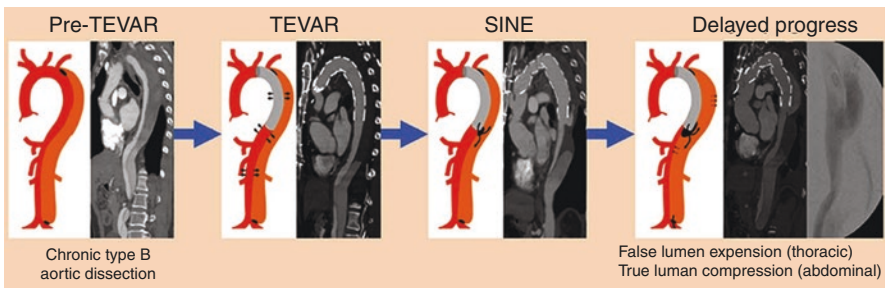 Pre-TEVAR
TEVAR
SINE
Delayed progress
Chronic type B
aortic dissection
False lumen expension (thoracic)
True luman compression (abdominal)